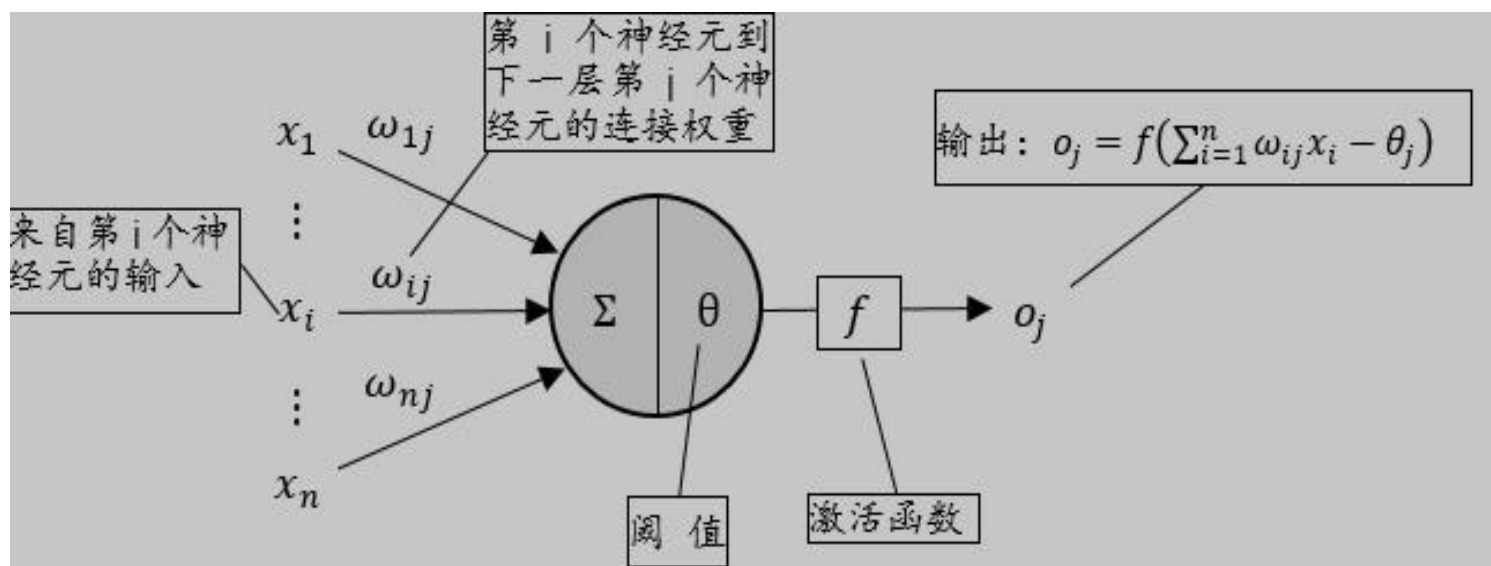 第 i 个神经元到
下一层第 j 个神
经元的连接权重
x₁
ω₁ⱼ
输出: oⱼ = f(∑ⁿᵢ₌₁ ωᵢⱼxᵢ − θⱼ)
⋮
来自第 i 个神
经元的输入
ωᵢⱼ
xᵢ
Σ
θ
f
oⱼ
⋮
ωₙⱼ
xₙ
阈 值
激活函数